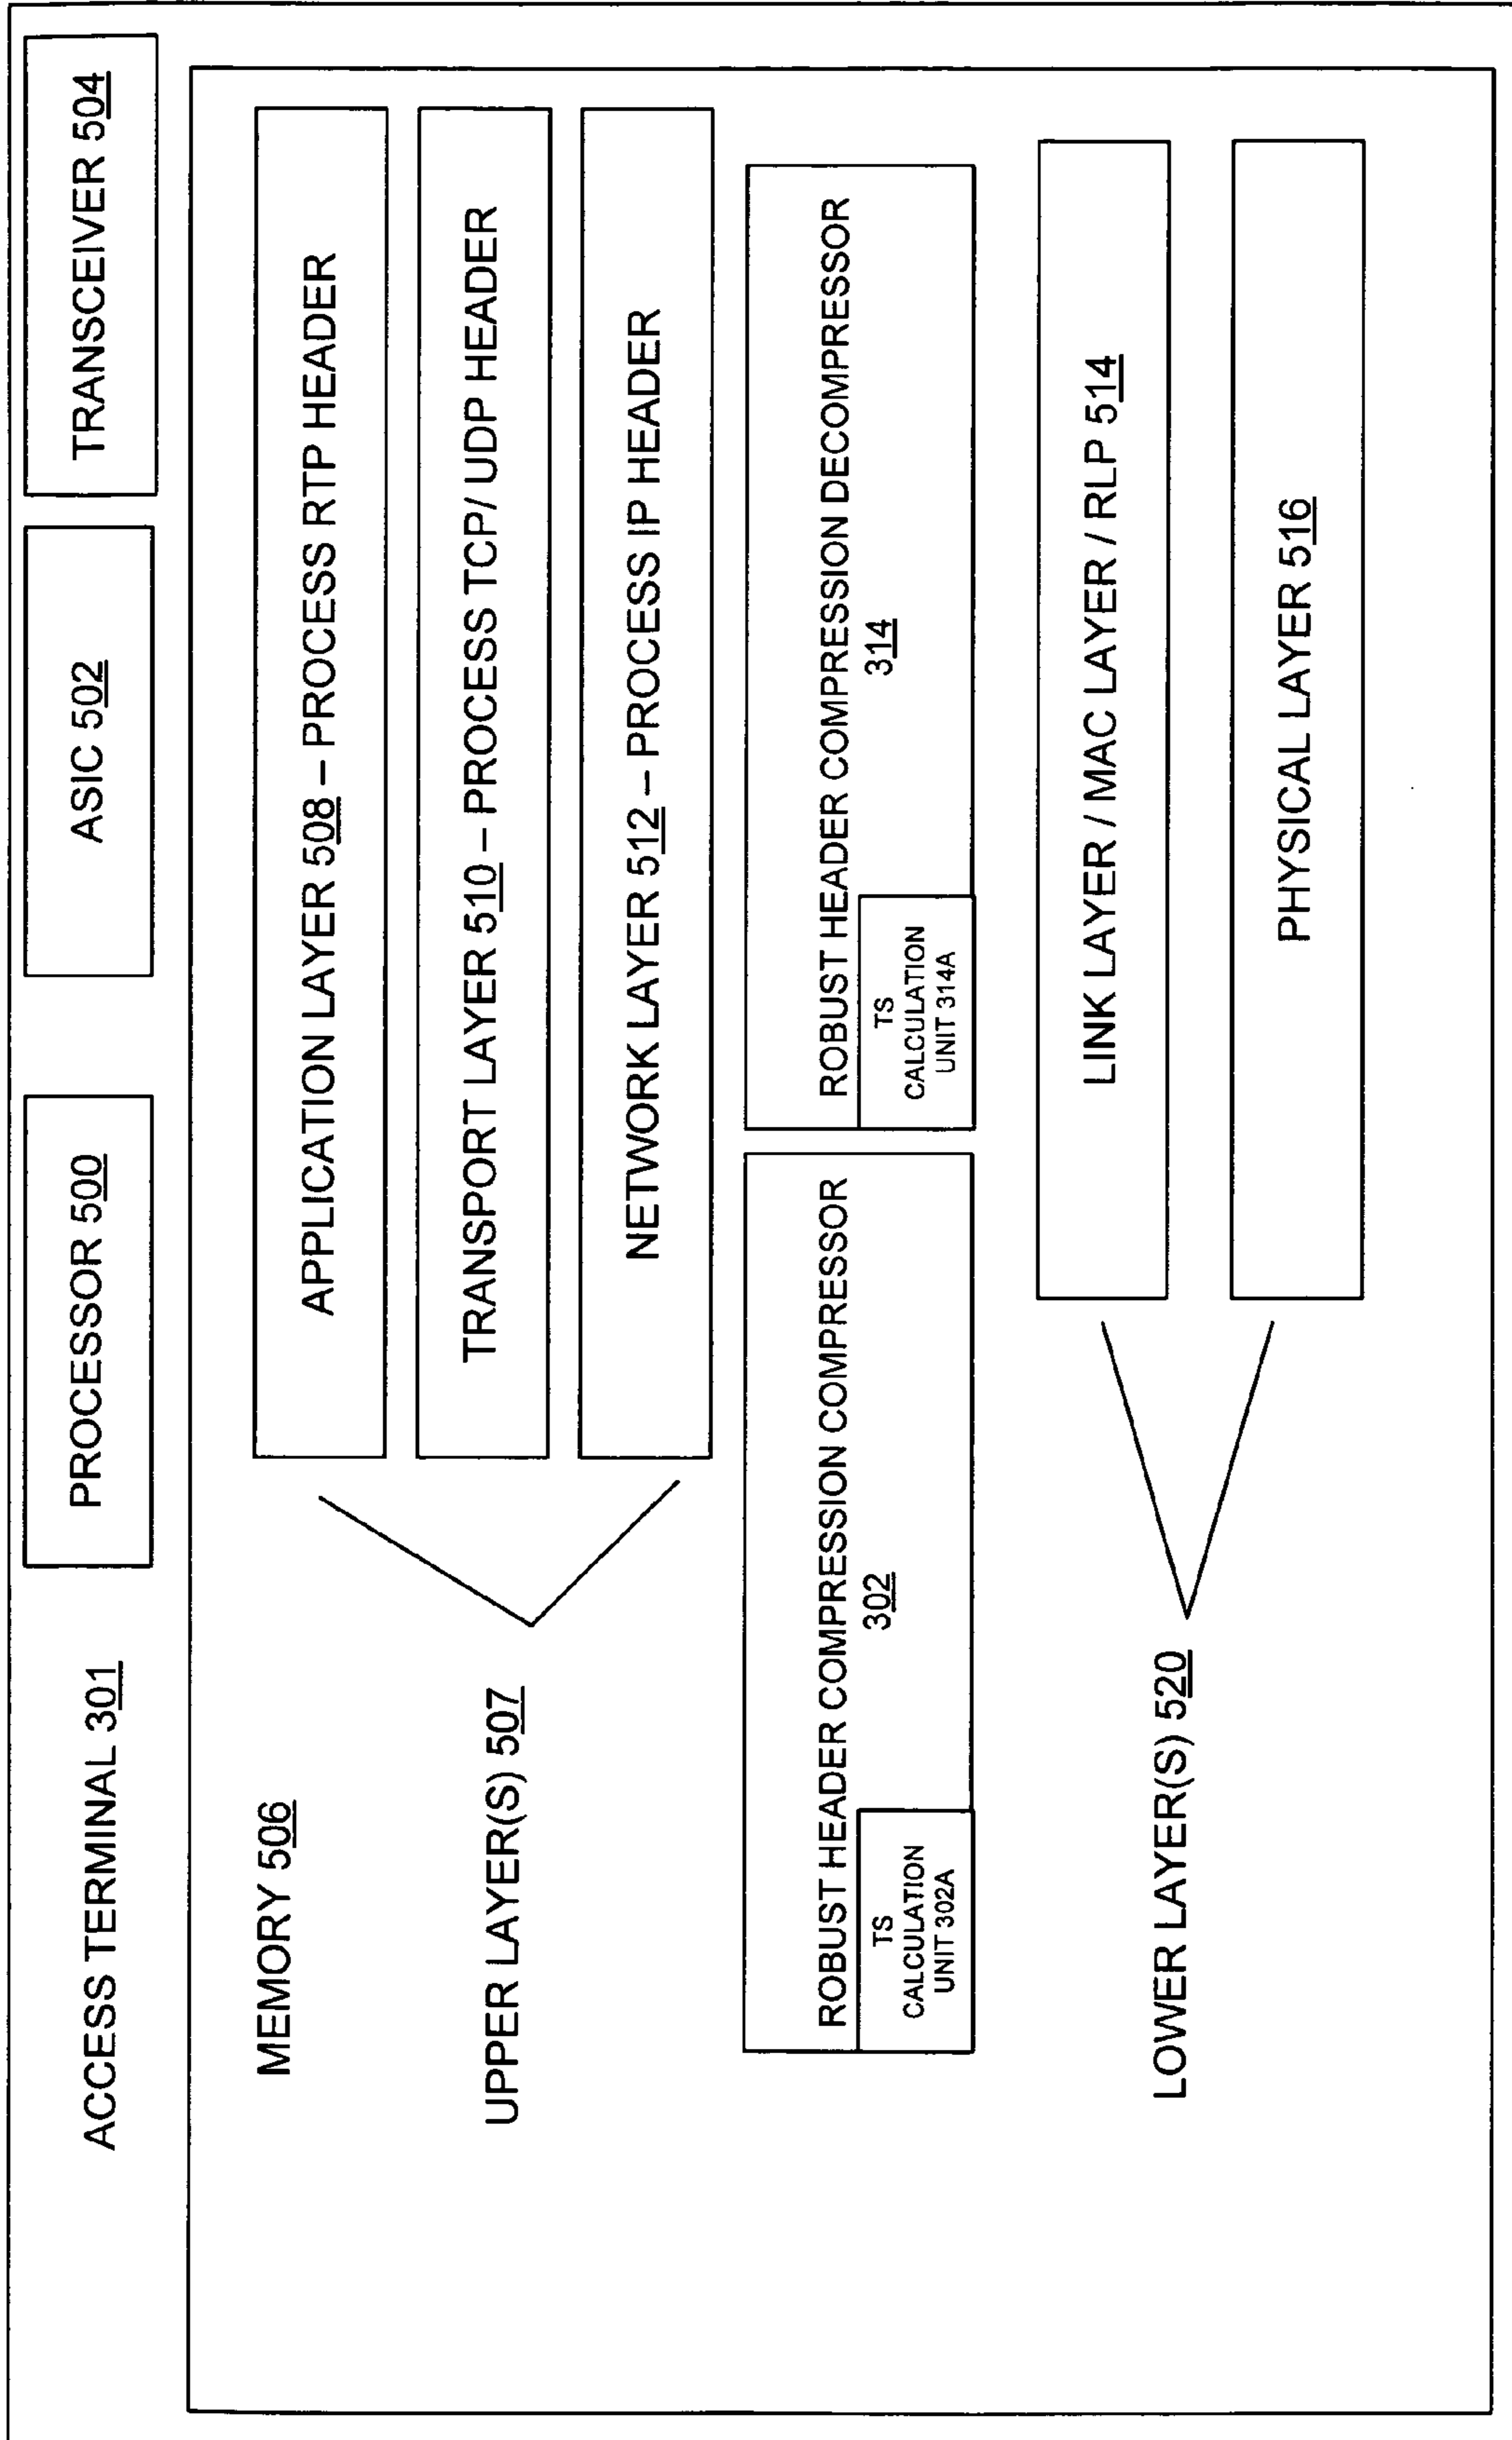 ACCESS TERMINAL 301
PROCESSOR 500
ASIC 502
TRANSCEIVER 504
MEMORY 506
UPPER LAYER(S) 507
APPLICATION LAYER 508 – PROCESS RTP HEADER
TRANSPORT LAYER 510 – PROCESS TCP/ UDP HEADER
NETWORK LAYER 512 – PROCESS IP HEADER
ROBUST HEADER COMPRESSION COMPRESSOR
302
TS
CALCULATION
UNIT 302A
ROBUST HEADER COMPRESSION DECOMPRESSOR
314
TS
CALCULATION
UNIT 314A
LOWER LAYER(S) 520
LINK LAYER / MAC LAYER / RLP 514
PHYSICAL LAYER 516